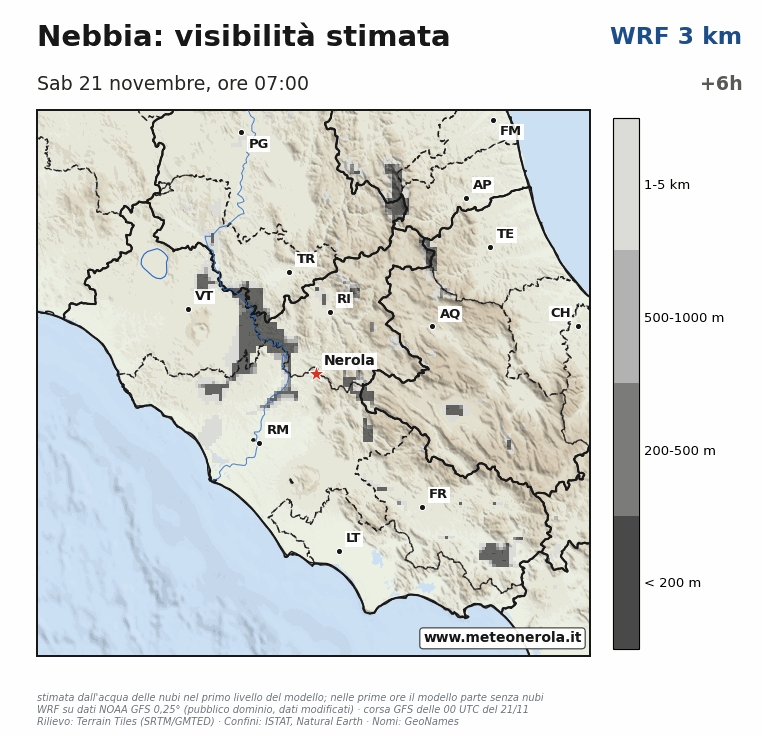 Nebbia: visibilità stimata
WRF 3 km
Sab 21 novembre, ore 07:00
+6h
FM
PG
AP
TE
TR
VT
RI
AQ
CH
Nerola
RM
FR
LT
www.meteonerola.it
1-5 km
500-1000 m
200-500 m
< 200 m
stimata dall'acqua delle nubi nel primo livello del modello; nelle prime ore il modello parte senza nubi
WRF su dati NOAA GFS 0,25° (pubblico dominio, dati modificati) · corsa GFS delle 00 UTC del 21/11
Rilievo: Terrain Tiles (SRTM/GMTED) · Confini: ISTAT, Natural Earth · Nomi: GeoNames